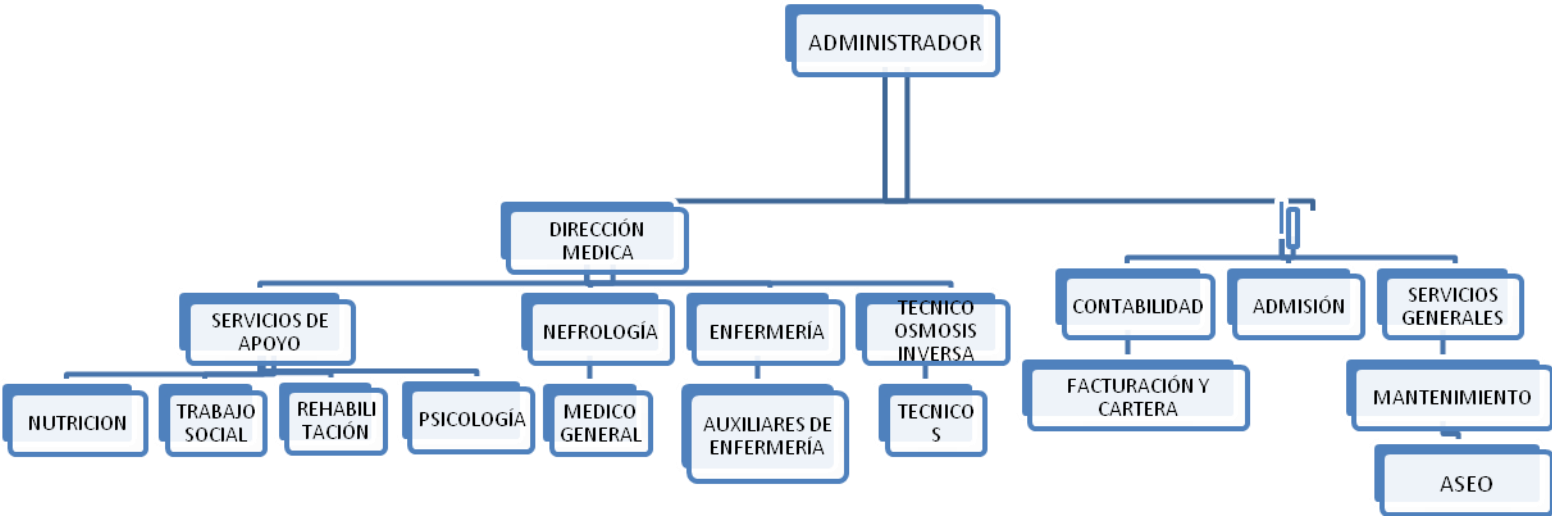 ADMINISTRADOR
DIRECCIÓN
MEDICA
SERVICIOS DE
APOYO
NEFROLOGÍA
ENFERMERÍA
TECNICO
OSMOSIS
INVERSA
CONTABILIDAD
ADMISIÓN
SERVICIOS
GENERALES
NUTRICION
TRABAJO
SOCIAL
REHABILI
TACIÓN
PSICOLOGÍA
MEDICO
GENERAL
AUXILIARES DE
ENFERMERÍA
TECNICO
S
FACTURACIÓN Y
CARTERA
MANTENIMIENTO
ASEO